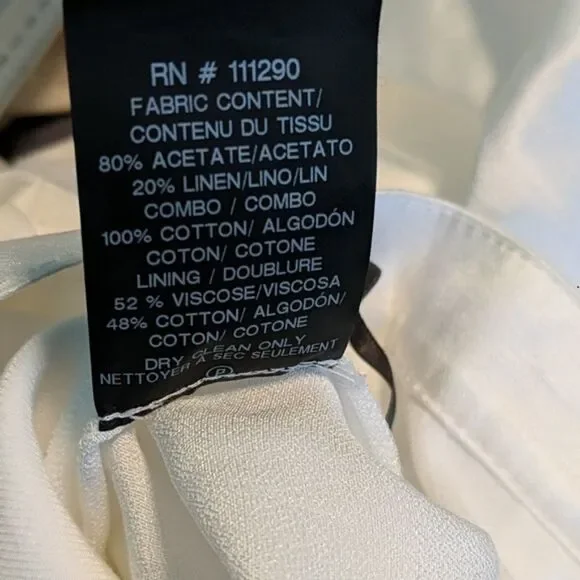 RN # 111290
FABRIC CONTENT/
CONTENU DU TISSU
80% ACETATE/ACETATO
20% LINEN/LINO/LIN
COMBO / COMBO
100% COTTON/ ALGODÓN
COTON/ COTONE
LINING / DOUBLURE
52 % VISCOSE/VISCOSA
48% COTTON/ ALGODÓN/
COTON/ COTONE
DRY CLEAN ONLY
NETTOYER A SEC SEULEMENT
P